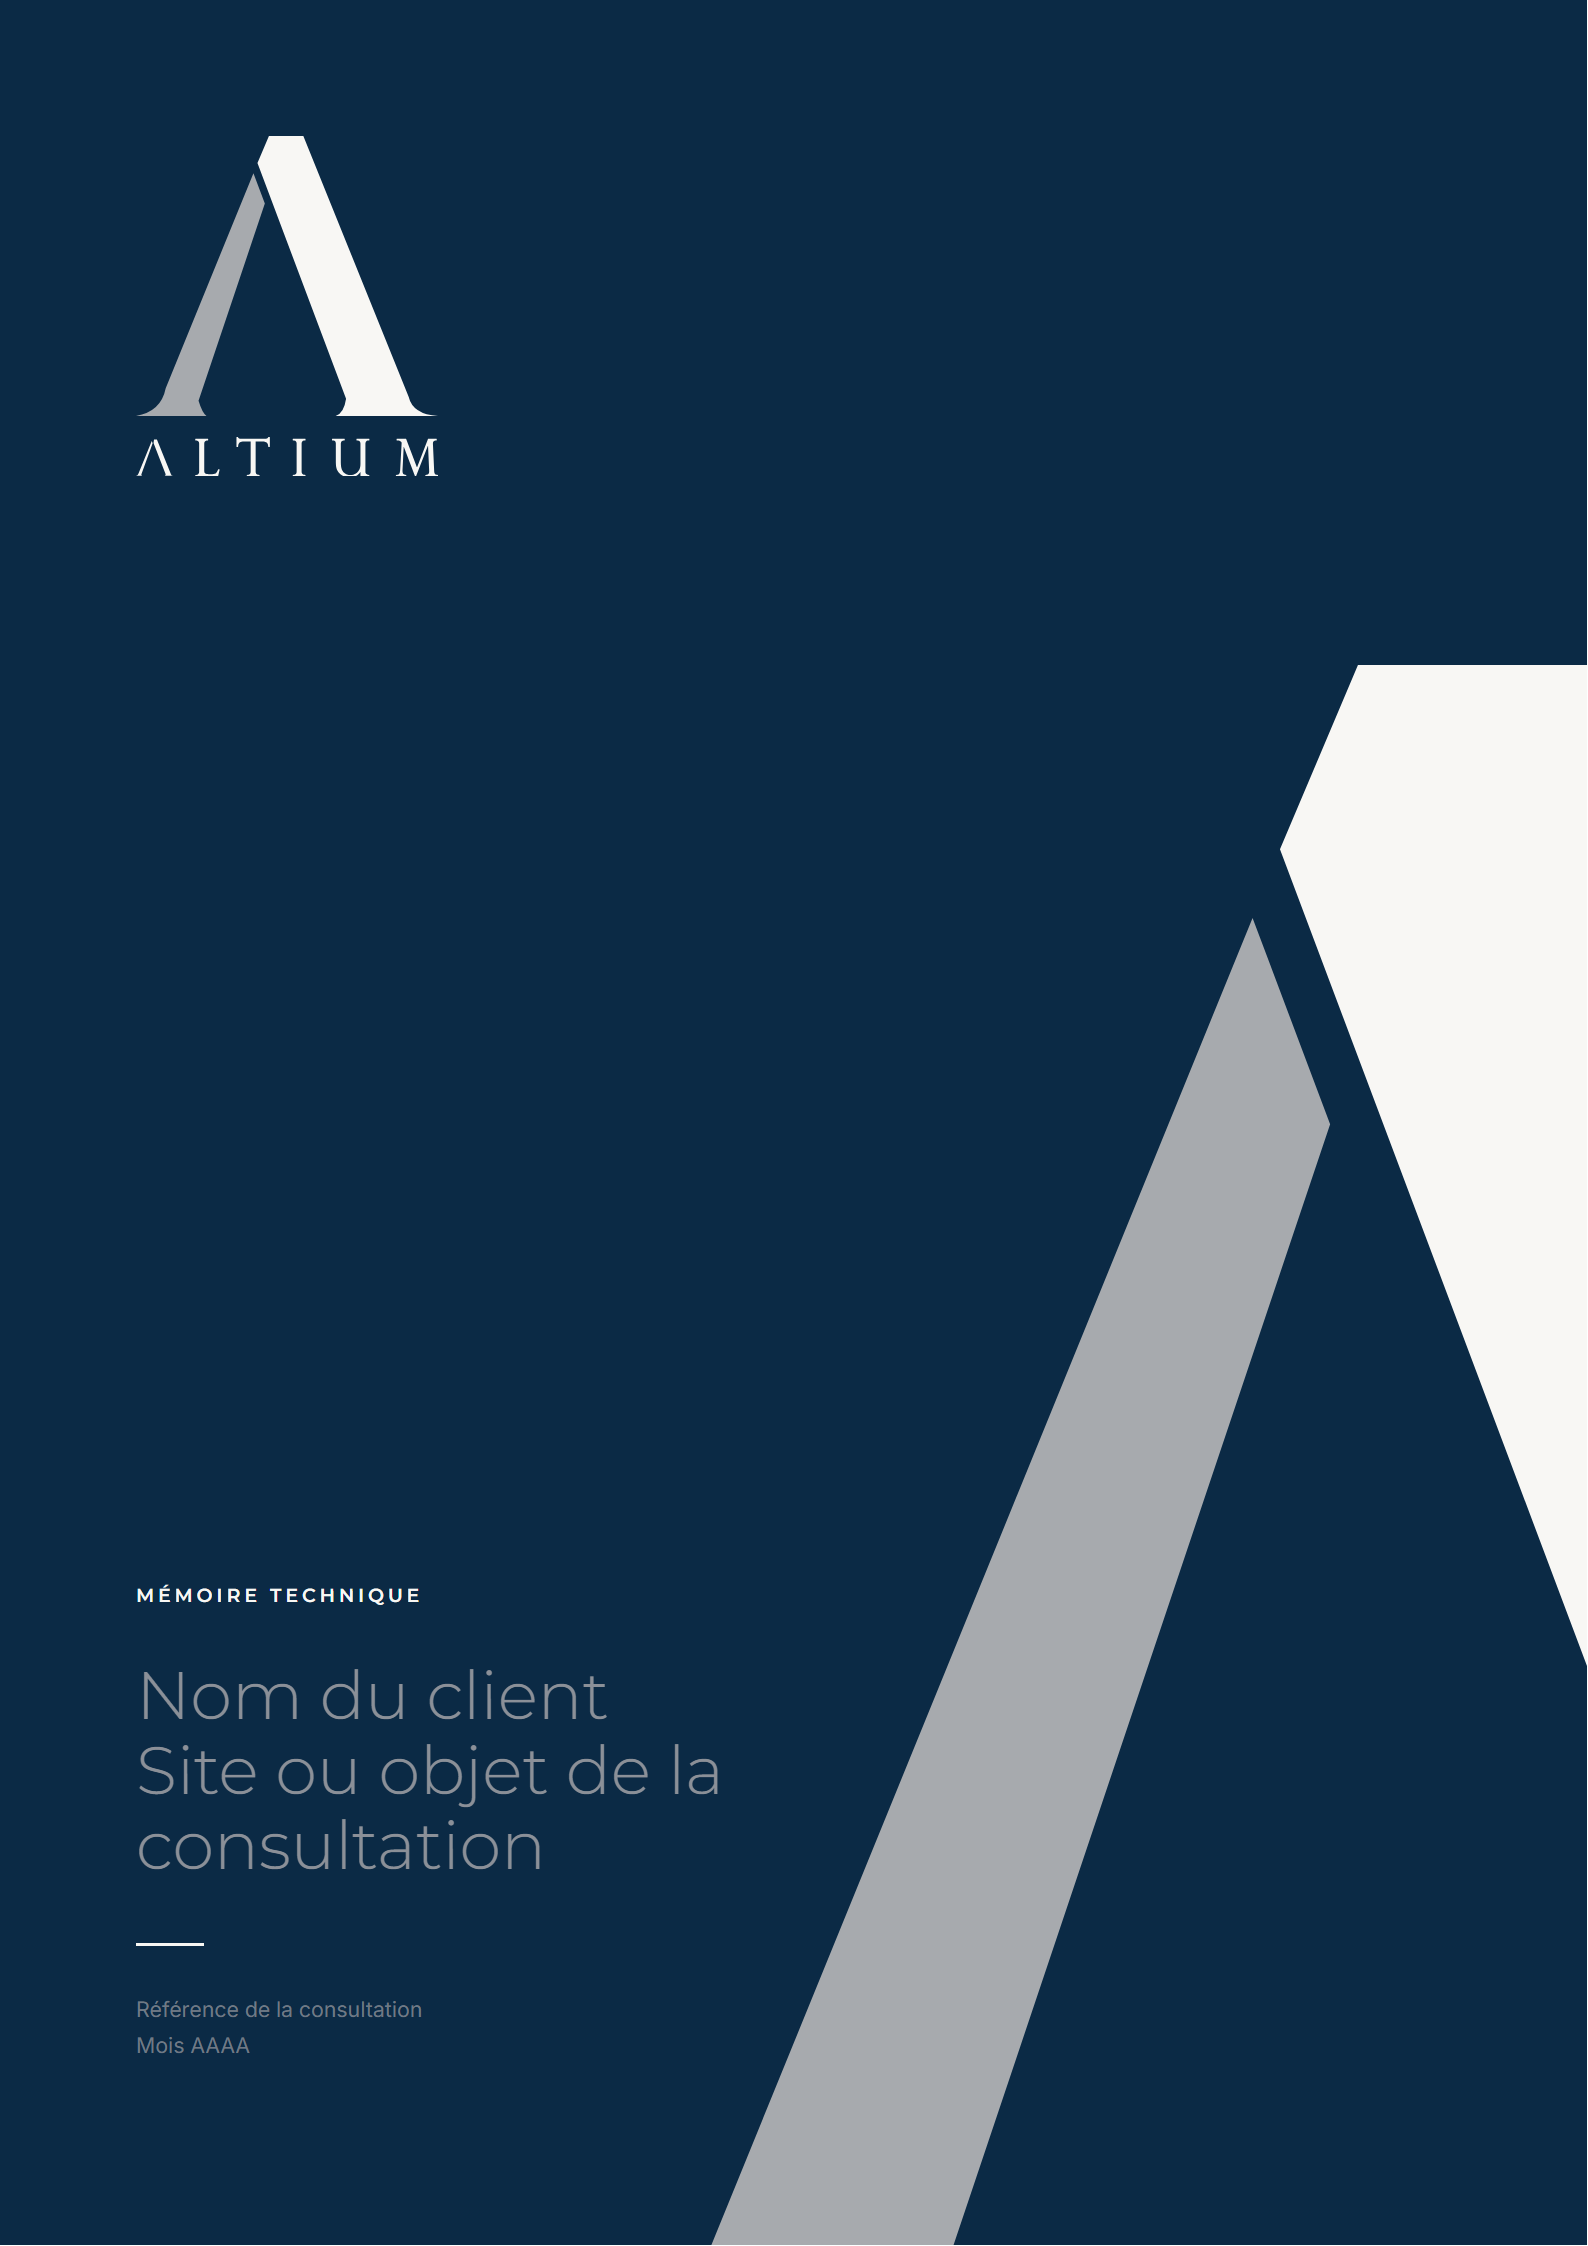 ALTIUM
MÉMOIRE TECHNIQUE
Nom du client
Site ou objet de la
consultation
Référence de la consultation
Mois AAAA